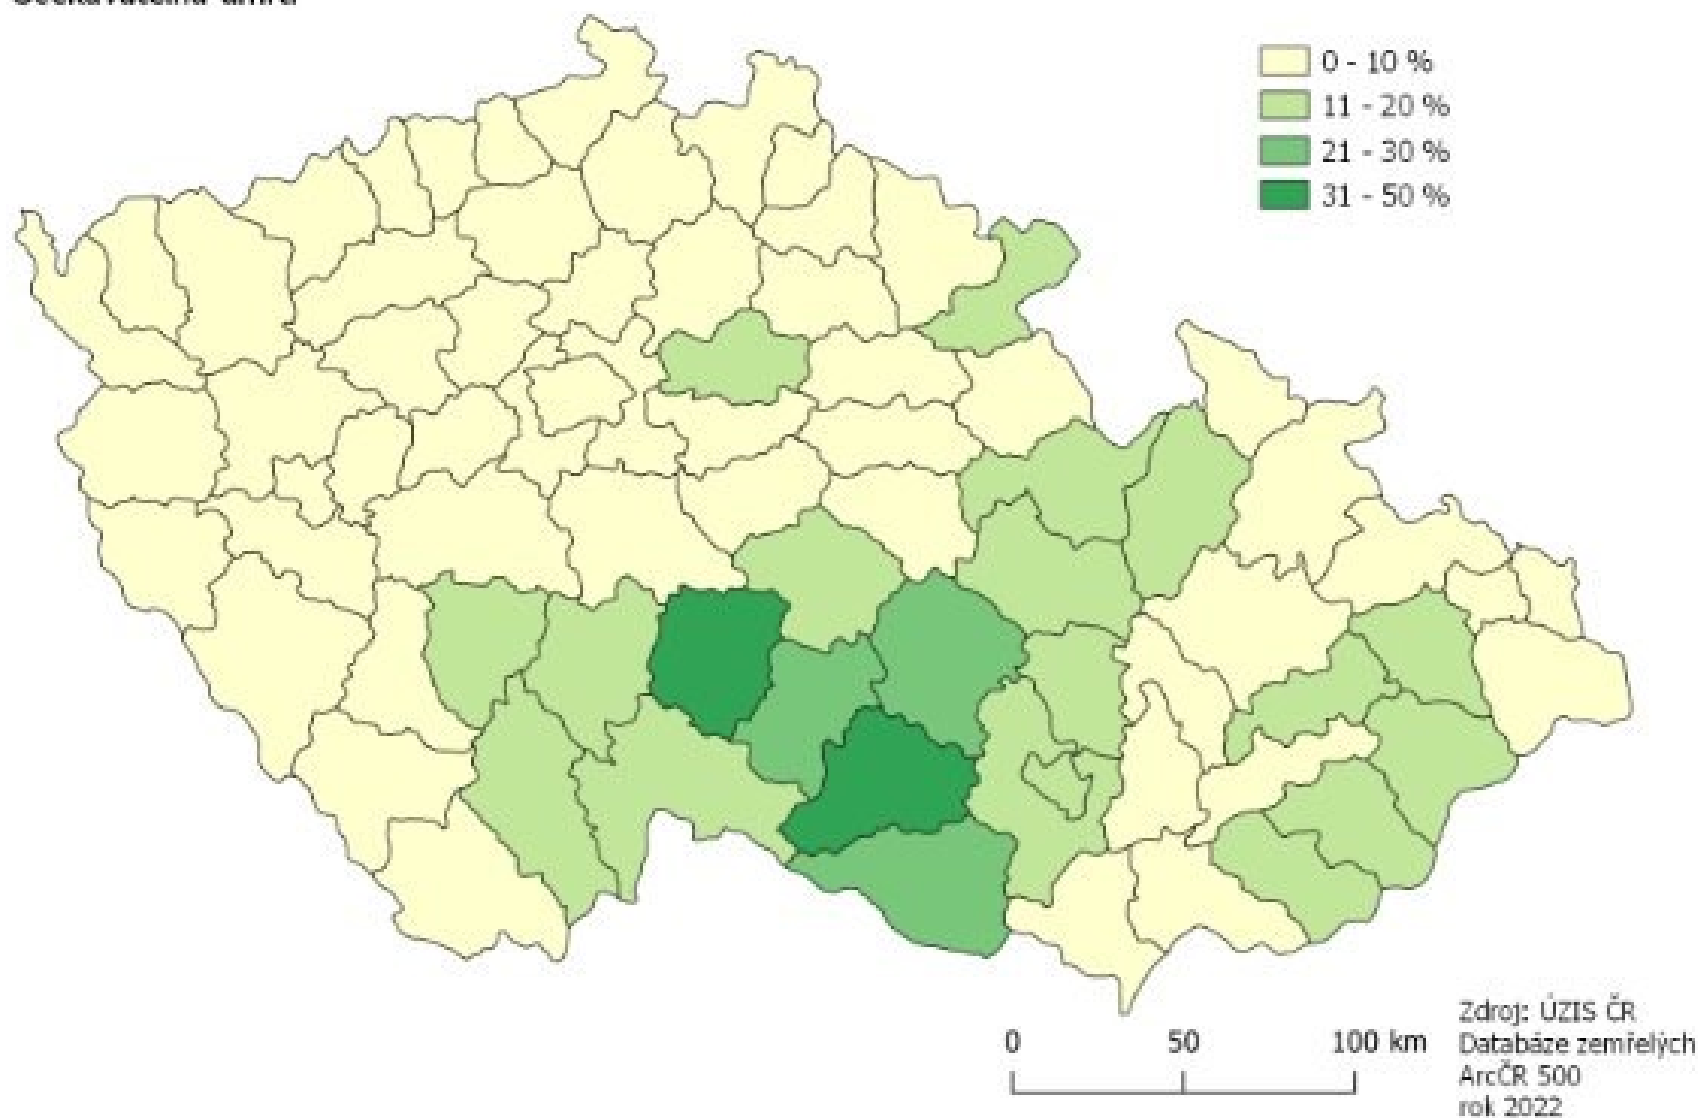 0 - 10 %
11 - 20 %
21 - 30 %
31 - 50 %
0 50 100 km
Zdroj: ÚZIS ČR
Databáze zemřelých
ArcČR 500
rok 2022